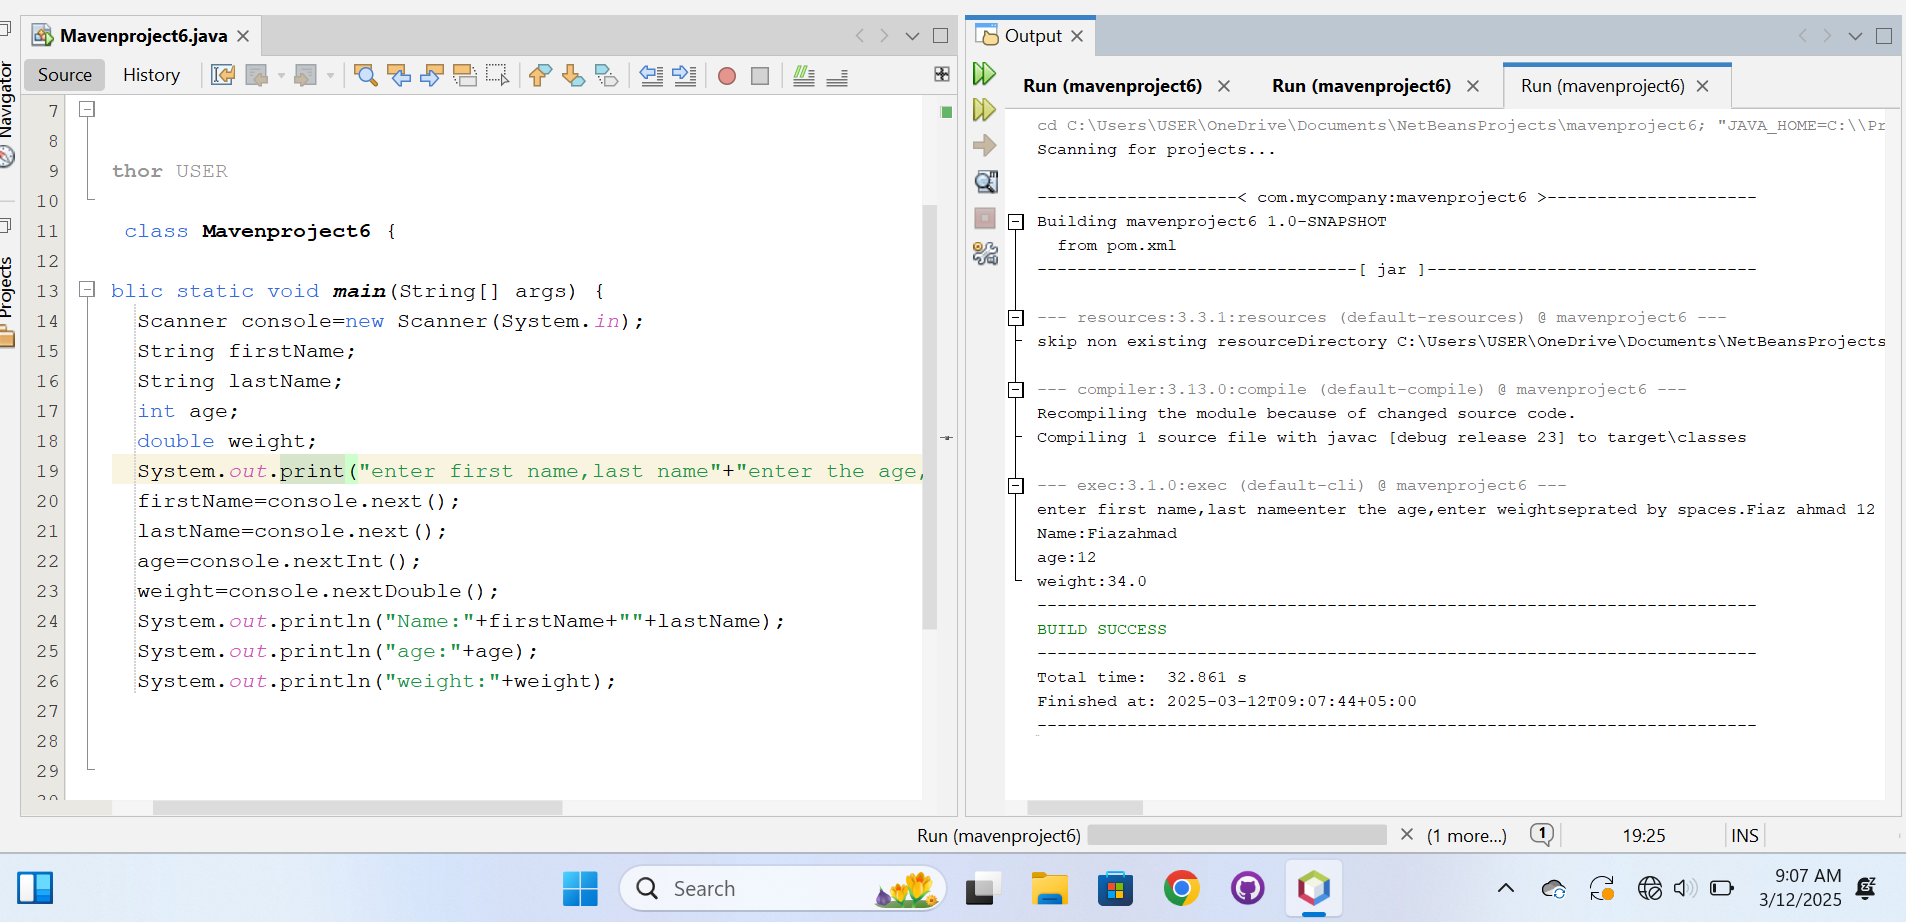 Mavenproject6.java
Source History
Navigator
Projects
7
8
9 thor USER
10
11 class Mavenproject6 {
12
13 blic static void main(String[] args) {
14 Scanner console=new Scanner(System.in);
15 String firstName;
16 String lastName;
17 int age;
18 double weight;
19 System.out.print("enter first name,last name"+"enter the age,
20 firstName=console.next();
21 lastName=console.next();
22 age=console.nextInt();
23 weight=console.nextDouble();
24 System.out.println("Name:"+firstName+""+lastName);
25 System.out.println("age:"+age);
26 System.out.println("weight:"+weight);
27
28
29
30
Output
Run (mavenproject6) Run (mavenproject6) Run (mavenproject6)
cd C:\Users\USER\OneDrive\Documents\NetBeansProjects\mavenproject6; "JAVA_HOME=C:\\Pr
Scanning for projects...
--------------------< com.mycompany:mavenproject6 >---------------------
Building mavenproject6 1.0-SNAPSHOT
from pom.xml
--------------------------------[ jar ]---------------------------------
--- resources:3.3.1:resources (default-resources) @ mavenproject6 ---
skip non existing resourceDirectory C:\Users\USER\OneDrive\Documents\NetBeansProjects
--- compiler:3.13.0:compile (default-compile) @ mavenproject6 ---
Recompiling the module because of changed source code.
Compiling 1 source file with javac [debug release 23] to target\classes
--- exec:3.1.0:exec (default-cli) @ mavenproject6 ---
enter first name,last nameenter the age,enter weightseprated by spaces.Fiaz ahmad 12
Name:Fiazahmad
age:12
weight:34.0
------------------------------------------------------------------------
BUILD SUCCESS
------------------------------------------------------------------------
Total time:  32.861 s
Finished at: 2025-03-12T09:07:44+05:00
------------------------------------------------------------------------
Run (mavenproject6) (1 more...) 1 19:25 INS
Search
9:07 AM
3/12/2025